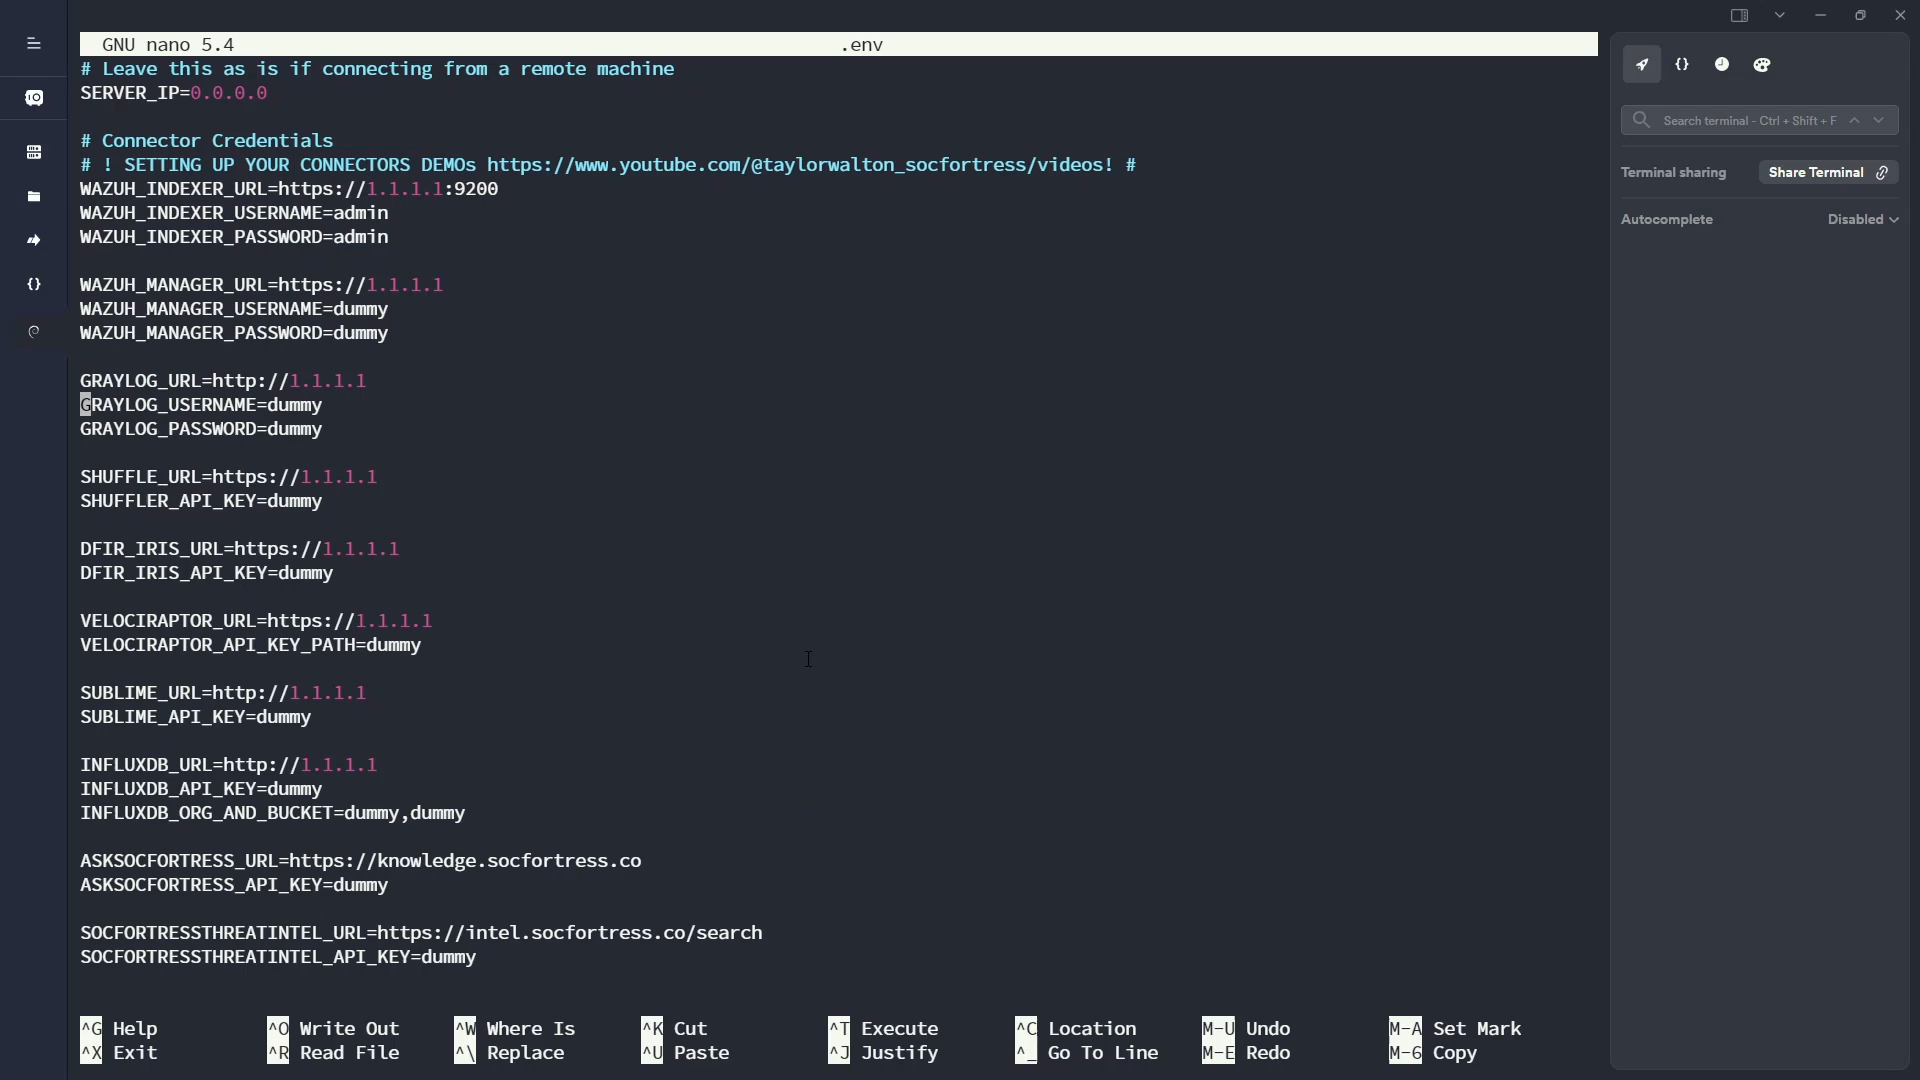 GNU nano 5.4 .env
# Leave this as is if connecting from a remote machine
SERVER_IP=0.0.0.0
# Connector Credentials
# ! SETTING UP YOUR CONNECTORS DEMOs https://www.youtube.com/@taylorwalton_socfortress/videos! #
WAZUH_INDEXER_URL=https://1.1.1.1:9200
WAZUH_INDEXER_USERNAME=admin
WAZUH_INDEXER_PASSWORD=admin
WAZUH_MANAGER_URL=https://1.1.1.1
WAZUH_MANAGER_USERNAME=dummy
WAZUH_MANAGER_PASSWORD=dummy
GRAYLOG_URL=http://1.1.1.1
GRAYLOG_USERNAME=dummy
GRAYLOG_PASSWORD=dummy
SHUFFLE_URL=https://1.1.1.1
SHUFFLER_API_KEY=dummy
DFIR_IRIS_URL=https://1.1.1.1
DFIR_IRIS_API_KEY=dummy
VELOCIRAPTOR_URL=https://1.1.1.1
VELOCIRAPTOR_API_KEY_PATH=dummy
SUBLIME_URL=http://1.1.1.1
SUBLIME_API_KEY=dummy
INFLUXDB_URL=http://1.1.1.1
INFLUXDB_API_KEY=dummy
INFLUXDB_ORG_AND_BUCKET=dummy,dummy
ASKSOCFORTRESS_URL=https://knowledge.socfortress.co
ASKSOCFORTRESS_API_KEY=dummy
SOCFORTRESSTHREATINTEL_URL=https://intel.socfortress.co/search
SOCFORTRESSTHREATINTEL_API_KEY=dummy
^G Help ^O Write Out ^W Where Is ^K Cut ^T Execute ^C Location M-U Undo M-A Set Mark
^X Exit ^R Read File ^\ Replace ^U Paste ^J Justify ^_ Go To Line M-E Redo M-6 Copy
Search terminal - Ctrl + Shift + F
Terminal sharing Share Terminal
Autocomplete Disabled